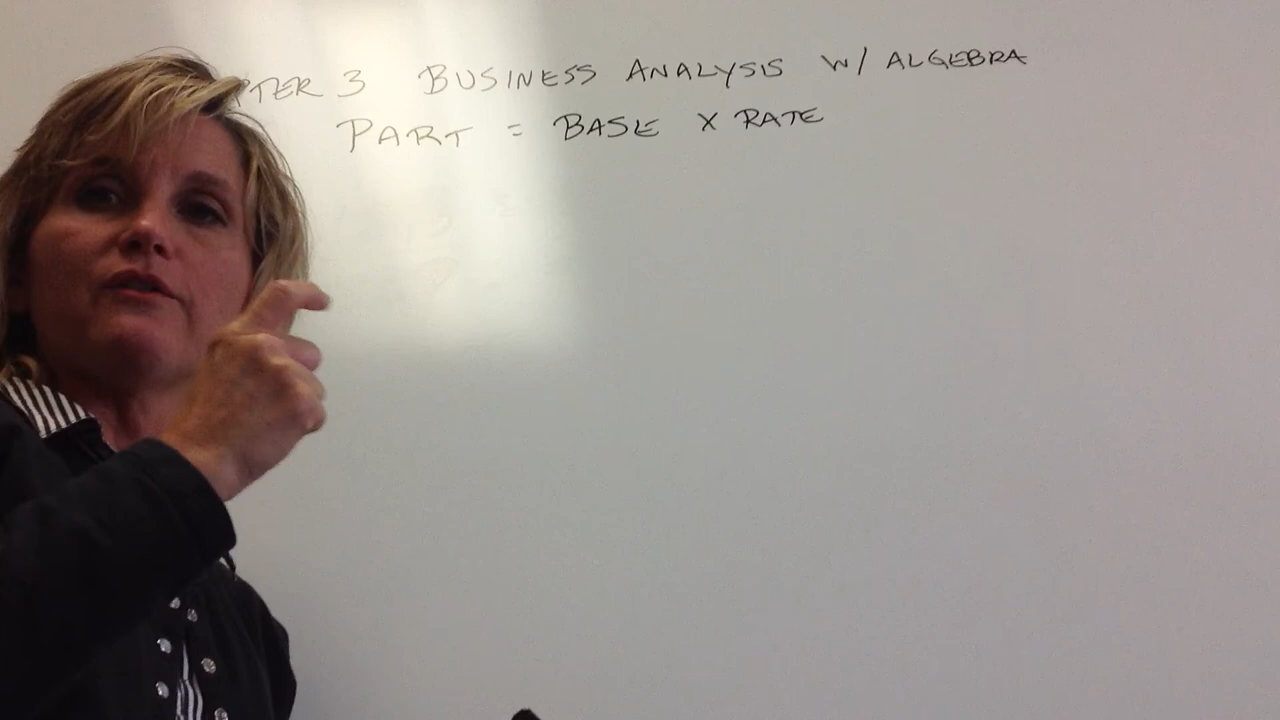 PTER 3 BUSINESS ANALYSIS W/ ALGEBRA
PART = BASE X RATE